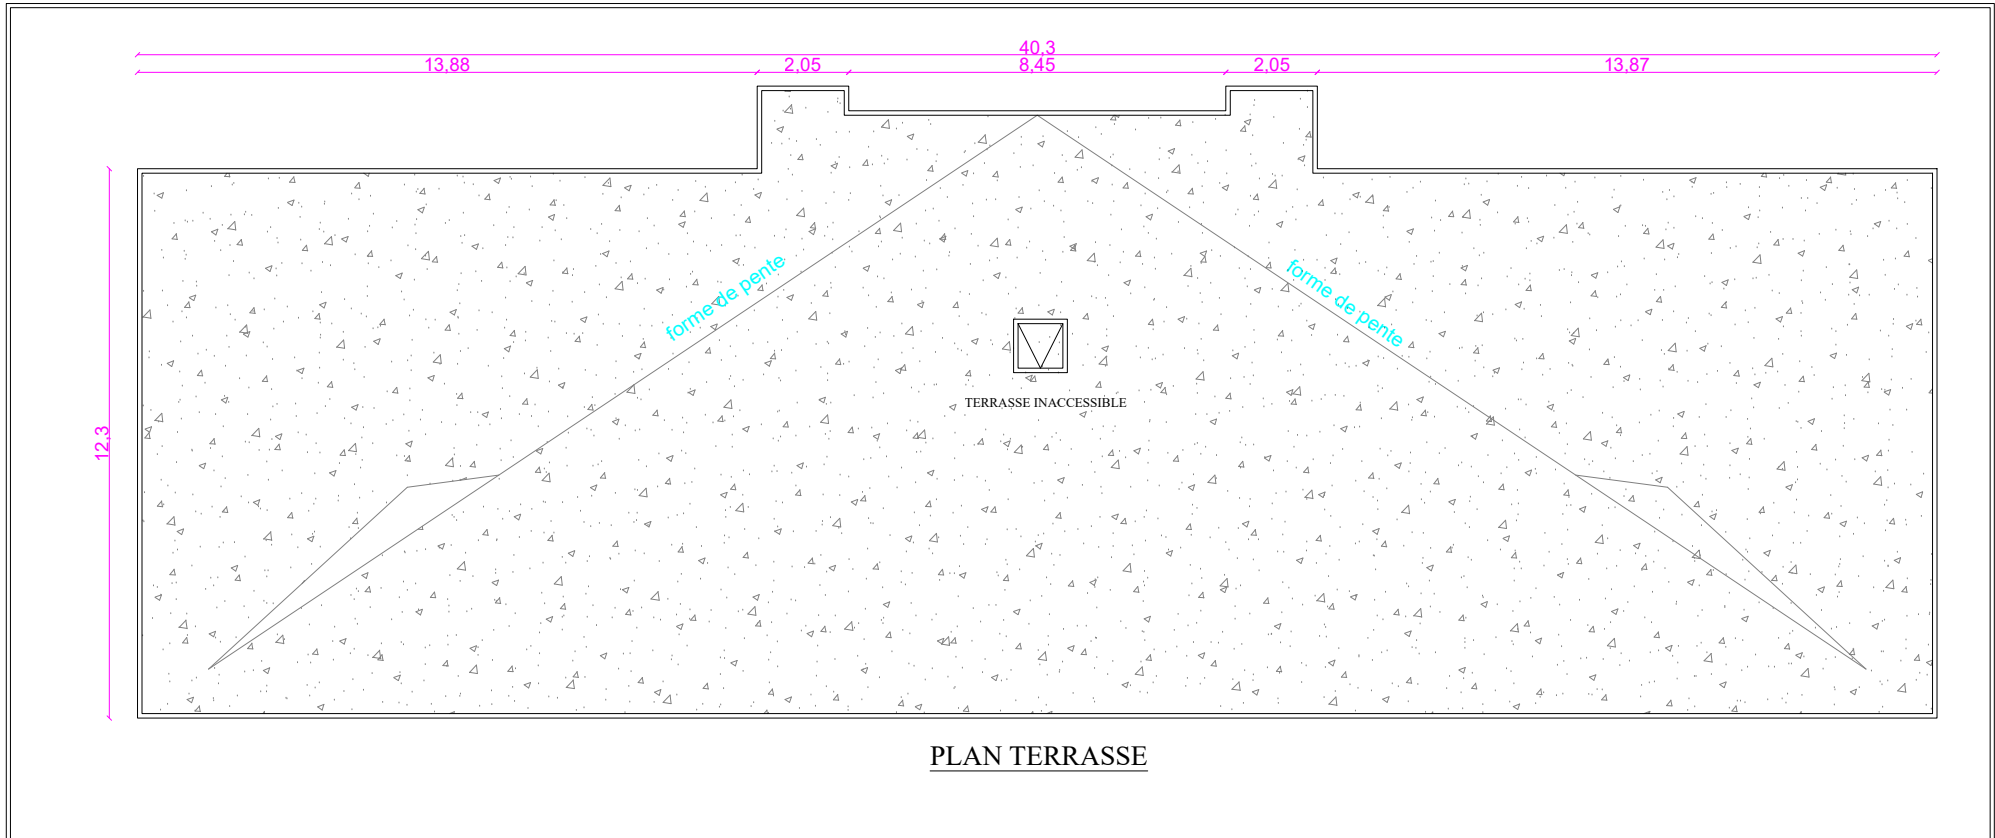 40,3
13,88
2,05
8,45
2,05
13,87
12,3
forme de pente
forme de pente
TERRASSE INACCESSIBLE
PLAN TERRASSE